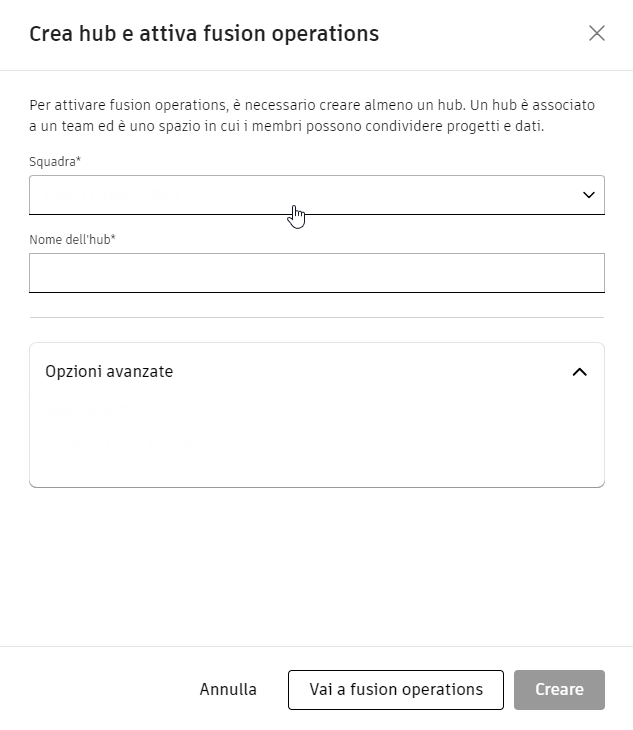 Crea hub e attiva fusion operations
Per attivare fusion operations, è necessario creare almeno un hub. Un hub è associato
a un team ed è uno spazio in cui i membri possono condividere progetti e dati.
Squadra*
Nome dell'hub*
Opzioni avanzate
Annulla
Vai a fusion operations
Creare